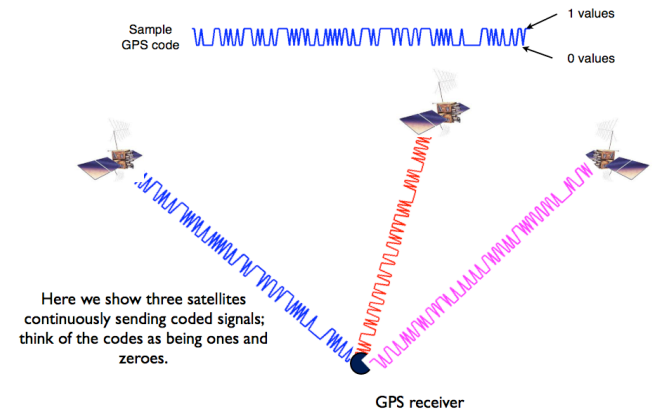 Sample
GPS code
1 values
0 values
Here we show three satellites
continuously sending coded signals;
think of the codes as being ones and
zeroes.
GPS receiver